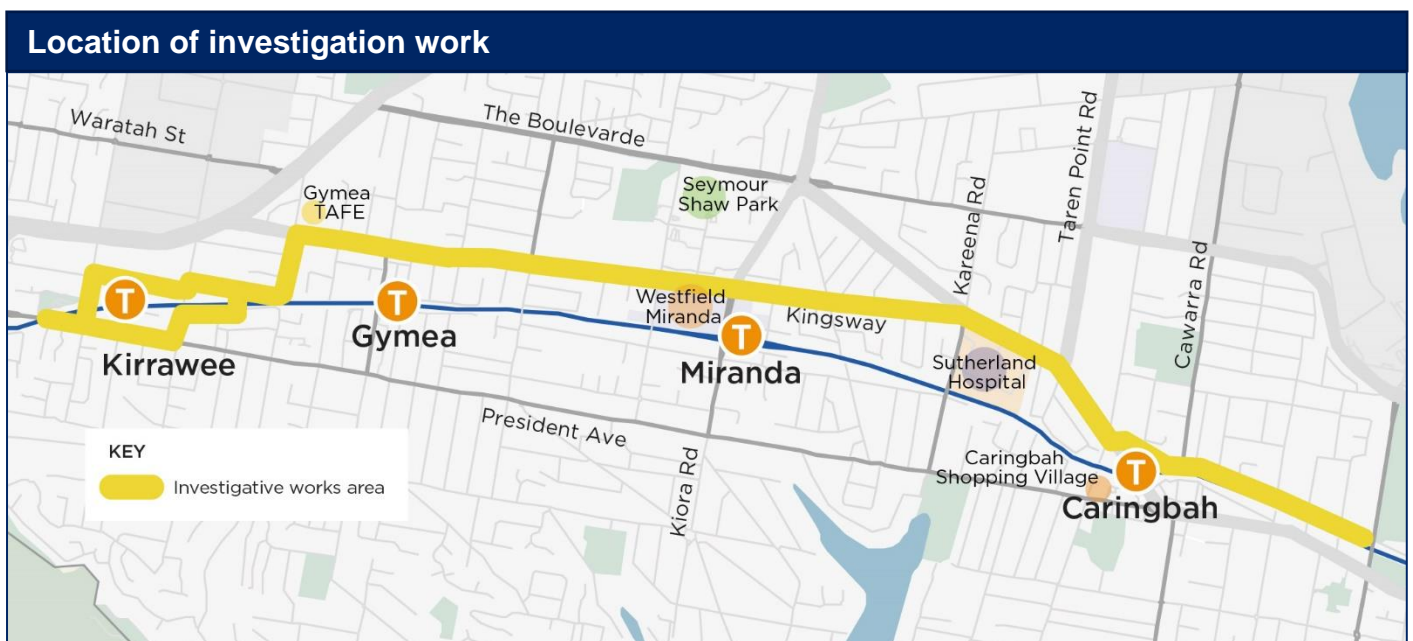 Location of investigation work
Waratah St
The Boulevarde
Taren Point Rd
Gymea
TAFE
Seymour
Shaw Park
Kareena Rd
Cawarra Rd
T
Kirrawee
T
Gymea
Westfield
Miranda
T
Miranda
Kingsway
Sutherland
Hospital
President Ave
Kiora Rd
Caringbah
Shopping Village
T
Caringbah
KEY
Investigative works area